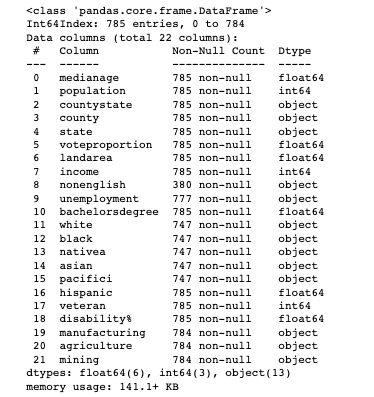 <class 'pandas.core.frame.DataFrame'>
Int64Index: 785 entries, 0 to 784
Data columns (total 22 columns):
 #   Column          Non-Null Count  Dtype
---  ------          --------------  -----
 0   medianage       785 non-null    float64
 1   population      785 non-null    int64
 2   countystate     785 non-null    object
 3   county          785 non-null    object
 4   state           785 non-null    object
 5   voteproportion  785 non-null    float64
 6   landarea        785 non-null    float64
 7   income          785 non-null    int64
 8   nonenglish      380 non-null    object
 9   unemployment    777 non-null    object
 10  bachelorsdegree 785 non-null    float64
 11  white           747 non-null    object
 12  black           747 non-null    object
 13  nativea         747 non-null    object
 14  asian           747 non-null    object
 15  pacifici        747 non-null    object
 16  hispanic        785 non-null    float64
 17  veteran         785 non-null    int64
 18  disability%     785 non-null    float64
 19  manufacturing   784 non-null    object
 20  agriculture     784 non-null    object
 21  mining          784 non-null    object
dtypes: float64(6), int64(3), object(13)
memory usage: 141.1+ KB